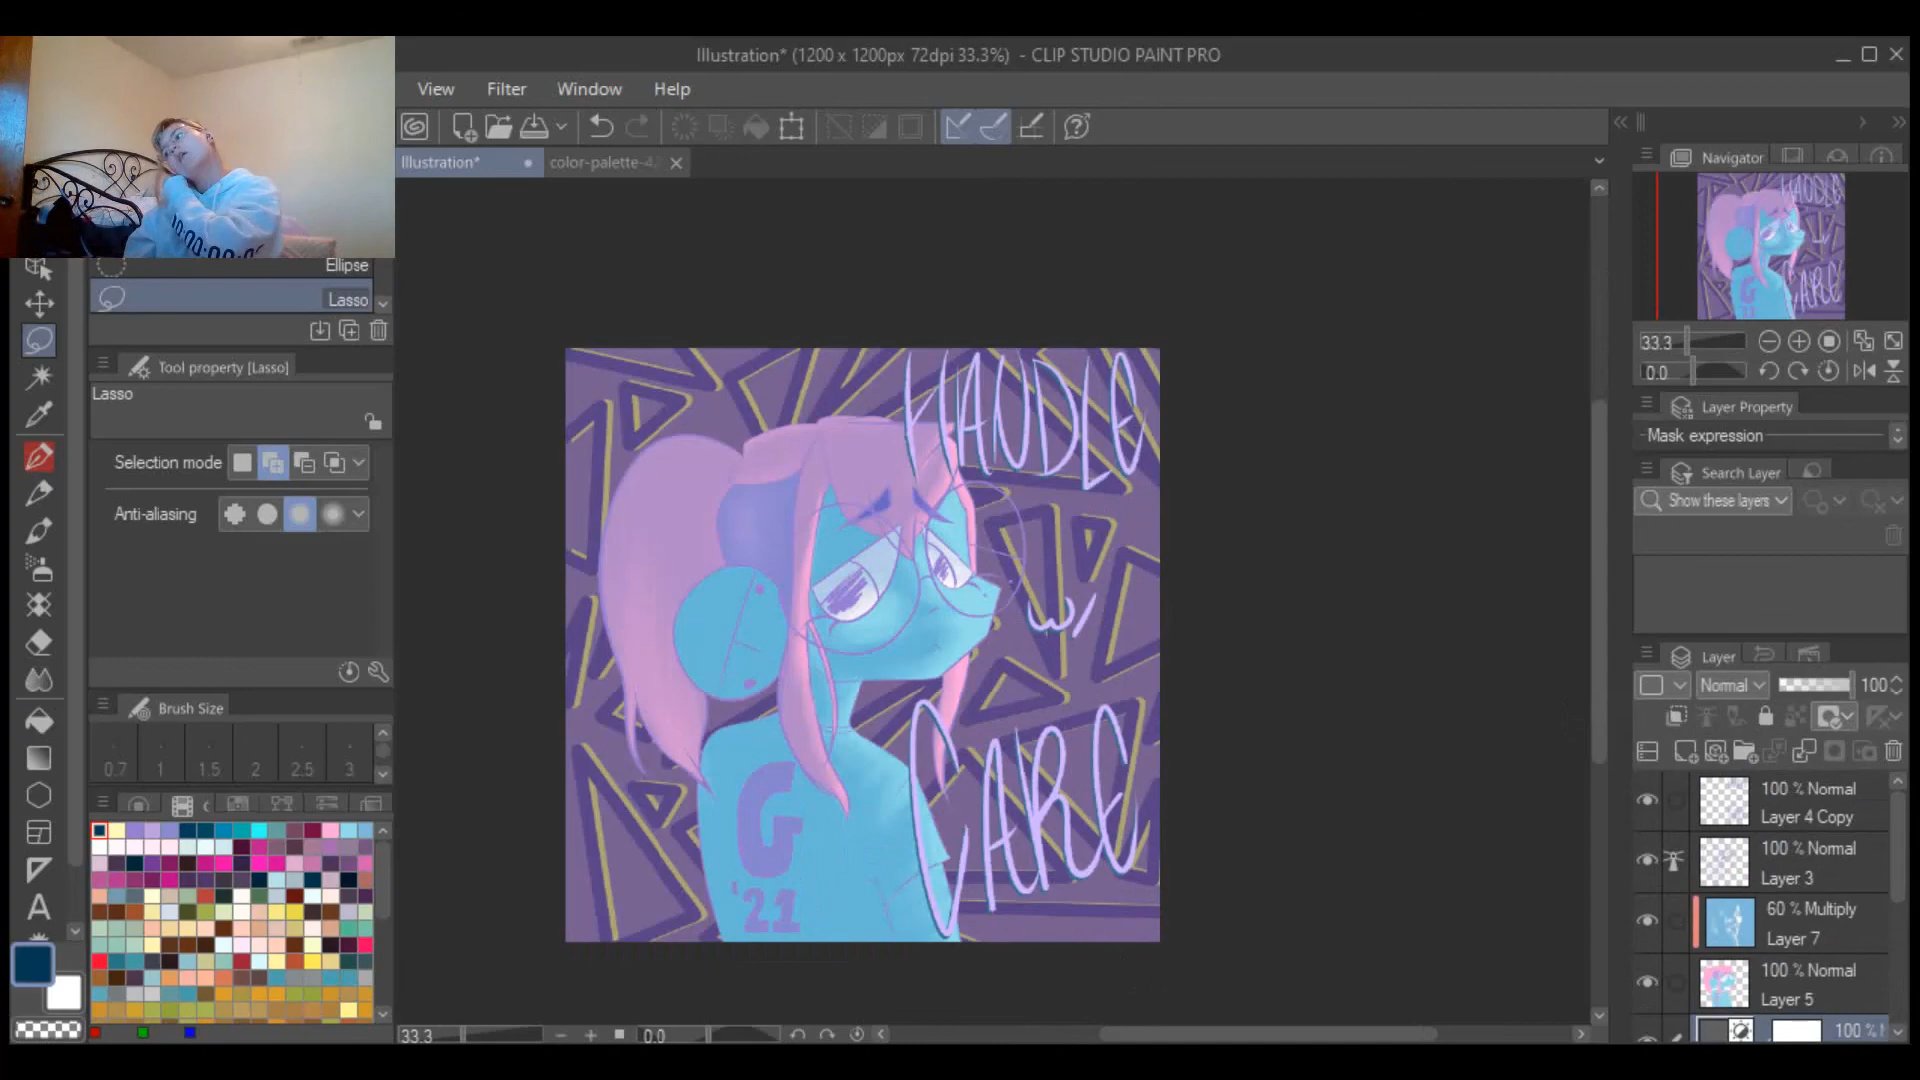 Illustration* (1200 x 1200px 72dpi 33.3%) - CLIP STUDIO PAINT PRO
View Filter Window Help
Illustration* color-palette-4
Navigator
Ellipse
Lasso
33.3
0.0
Tool property [Lasso]
Lasso
Layer Property
Mask expression
Selection mode
Search Layer
Show these layers
Anti-aliasing
HANDLE
w/
CARE
G
'21
Layer
Normal 100
Brush Size
0.7 1 1.5 2 2.5 3
100 % Normal
Layer 4 Copy
100 % Normal
Layer 3
60 % Multiply
Layer 7
100 % Normal
Layer 5
100 %
A
33.3 0.0